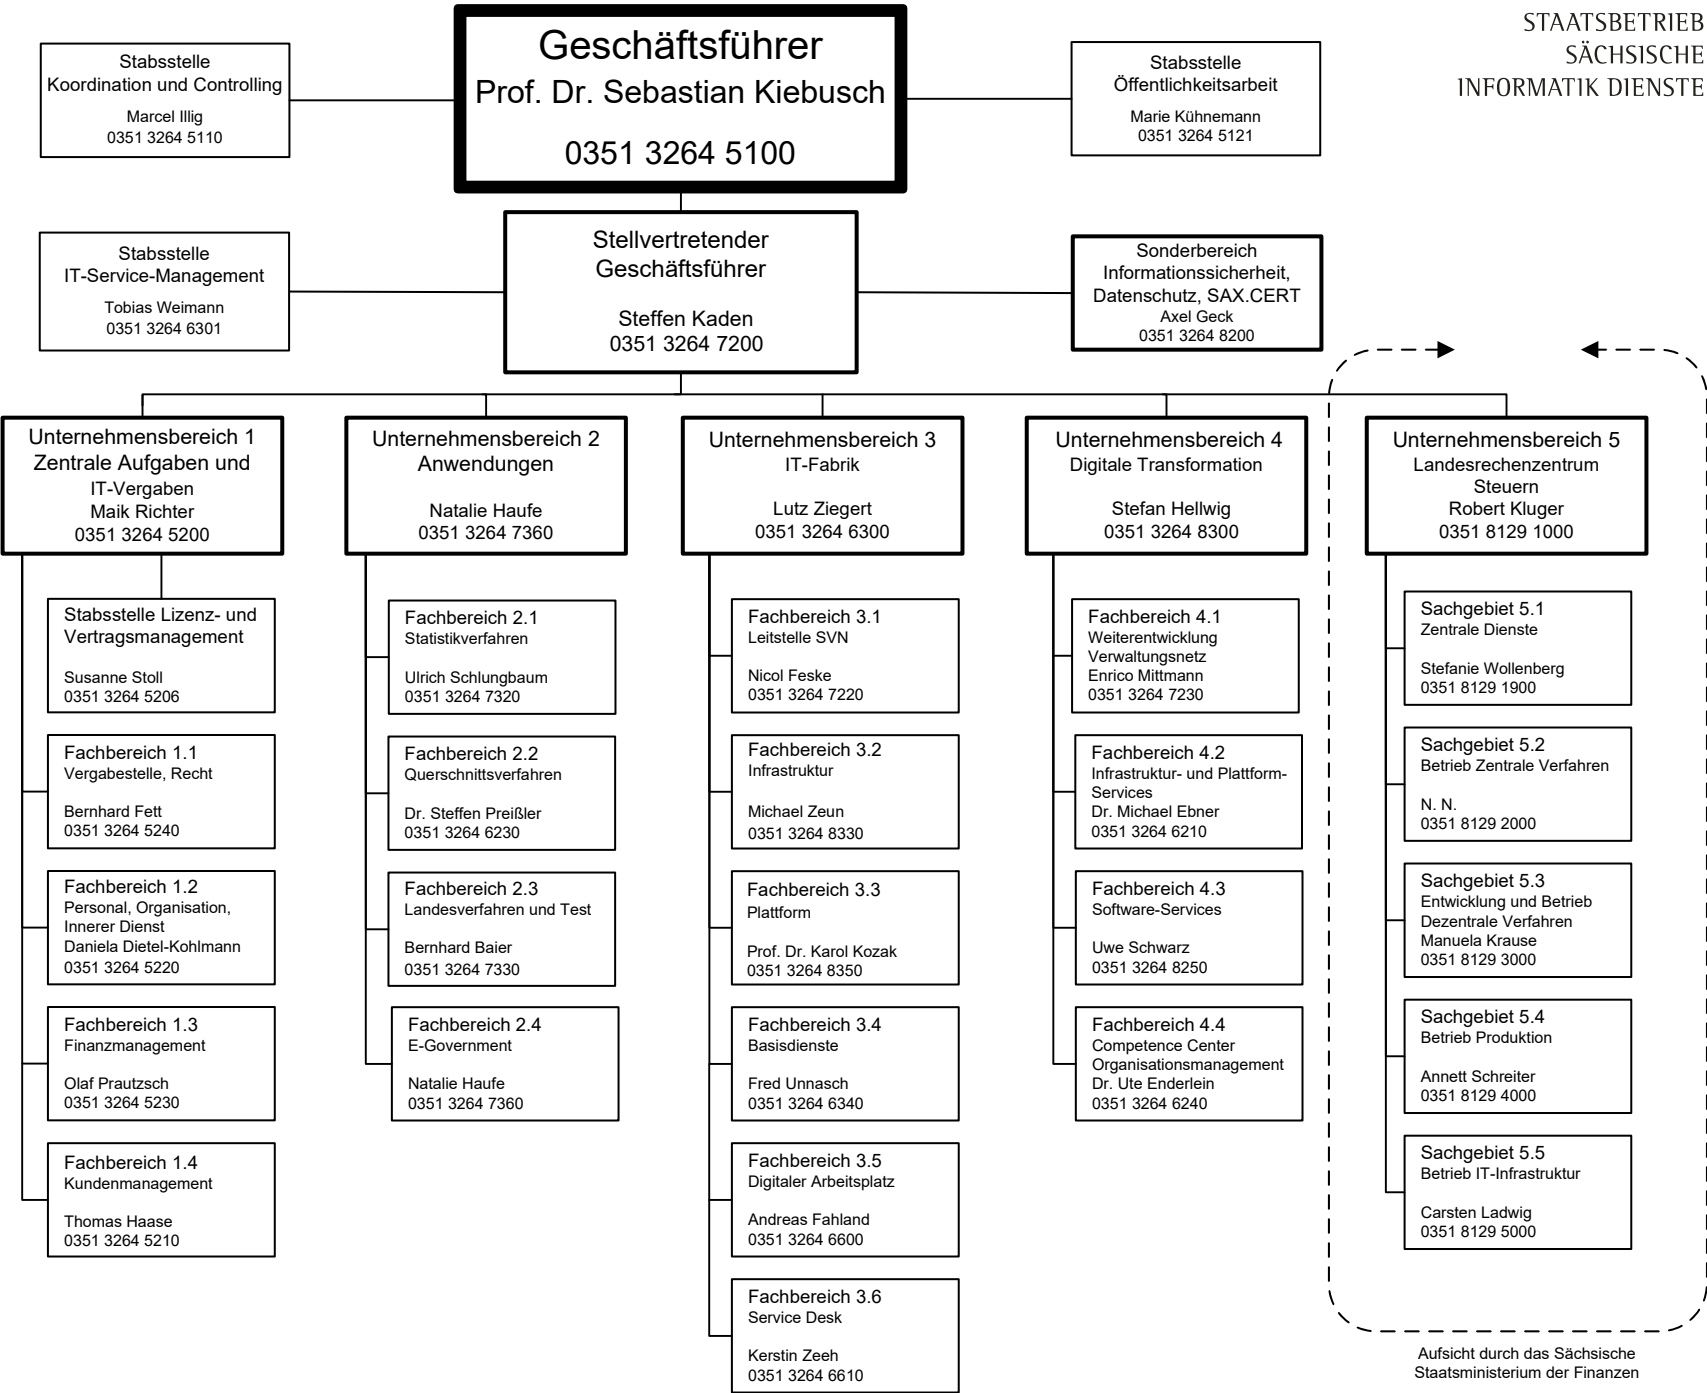 STAATSBETRIEB
SÄCHSISCHE
INFORMATIK DIENSTE
Geschäftsführer
Prof. Dr. Sebastian Kiebusch
0351 3264 5100
Stabsstelle
Koordination und Controlling
Marcel Illig
0351 3264 5110
Stabsstelle
Öffentlichkeitsarbeit
Marie Kühnemann
0351 3264 5121
Stellvertretender
Geschäftsführer
Steffen Kaden
0351 3264 7200
Stabsstelle
IT-Service-Management
Tobias Weimann
0351 3264 6301
Sonderbereich
Informationssicherheit,
Datenschutz, SAX.CERT
Axel Geck
0351 3264 8200
Unternehmensbereich 1
Zentrale Aufgaben und
IT-Vergaben
Maik Richter
0351 3264 5200
Stabsstelle Lizenz- und
Vertragsmanagement
Susanne Stoll
0351 3264 5206
Fachbereich 1.1
Vergabestelle, Recht
Bernhard Fett
0351 3264 5240
Fachbereich 1.2
Personal, Organisation,
Innerer Dienst
Daniela Dietel-Kohlmann
0351 3264 5220
Fachbereich 1.3
Finanzmanagement
Olaf Prautzsch
0351 3264 5230
Fachbereich 1.4
Kundenmanagement
Thomas Haase
0351 3264 5210
Unternehmensbereich 2
Anwendungen
Natalie Haufe
0351 3264 7360
Fachbereich 2.1
Statistikverfahren
Ulrich Schlungbaum
0351 3264 7320
Fachbereich 2.2
Querschnittsverfahren
Dr. Steffen Preißler
0351 3264 6230
Fachbereich 2.3
Landesverfahren und Test
Bernhard Baier
0351 3264 7330
Fachbereich 2.4
E-Government
Natalie Haufe
0351 3264 7360
Unternehmensbereich 3
IT-Fabrik
Lutz Ziegert
0351 3264 6300
Fachbereich 3.1
Leitstelle SVN
Nicol Feske
0351 3264 7220
Fachbereich 3.2
Infrastruktur
Michael Zeun
0351 3264 8330
Fachbereich 3.3
Plattform
Prof. Dr. Karol Kozak
0351 3264 8350
Fachbereich 3.4
Basisdienste
Fred Unnasch
0351 3264 6340
Fachbereich 3.5
Digitaler Arbeitsplatz
Andreas Fahland
0351 3264 6600
Fachbereich 3.6
Service Desk
Kerstin Zeeh
0351 3264 6610
Unternehmensbereich 4
Digitale Transformation
Stefan Hellwig
0351 3264 8300
Fachbereich 4.1
Weiterentwicklung
Verwaltungsnetz
Enrico Mittmann
0351 3264 7230
Fachbereich 4.2
Infrastruktur- und Plattform-
Services
Dr. Michael Ebner
0351 3264 6210
Fachbereich 4.3
Software-Services
Uwe Schwarz
0351 3264 8250
Fachbereich 4.4
Competence Center
Organisationsmanagement
Dr. Ute Enderlein
0351 3264 6240
Unternehmensbereich 5
Landesrechenzentrum
Steuern
Robert Kluger
0351 8129 1000
Sachgebiet 5.1
Zentrale Dienste
Stefanie Wollenberg
0351 8129 1900
Sachgebiet 5.2
Betrieb Zentrale Verfahren
N. N.
0351 8129 2000
Sachgebiet 5.3
Entwicklung und Betrieb
Dezentrale Verfahren
Manuela Krause
0351 8129 3000
Sachgebiet 5.4
Betrieb Produktion
Annett Schreiter
0351 8129 4000
Sachgebiet 5.5
Betrieb IT-Infrastruktur
Carsten Ladwig
0351 8129 5000
Aufsicht durch das Sächsische
Staatsministerium der Finanzen